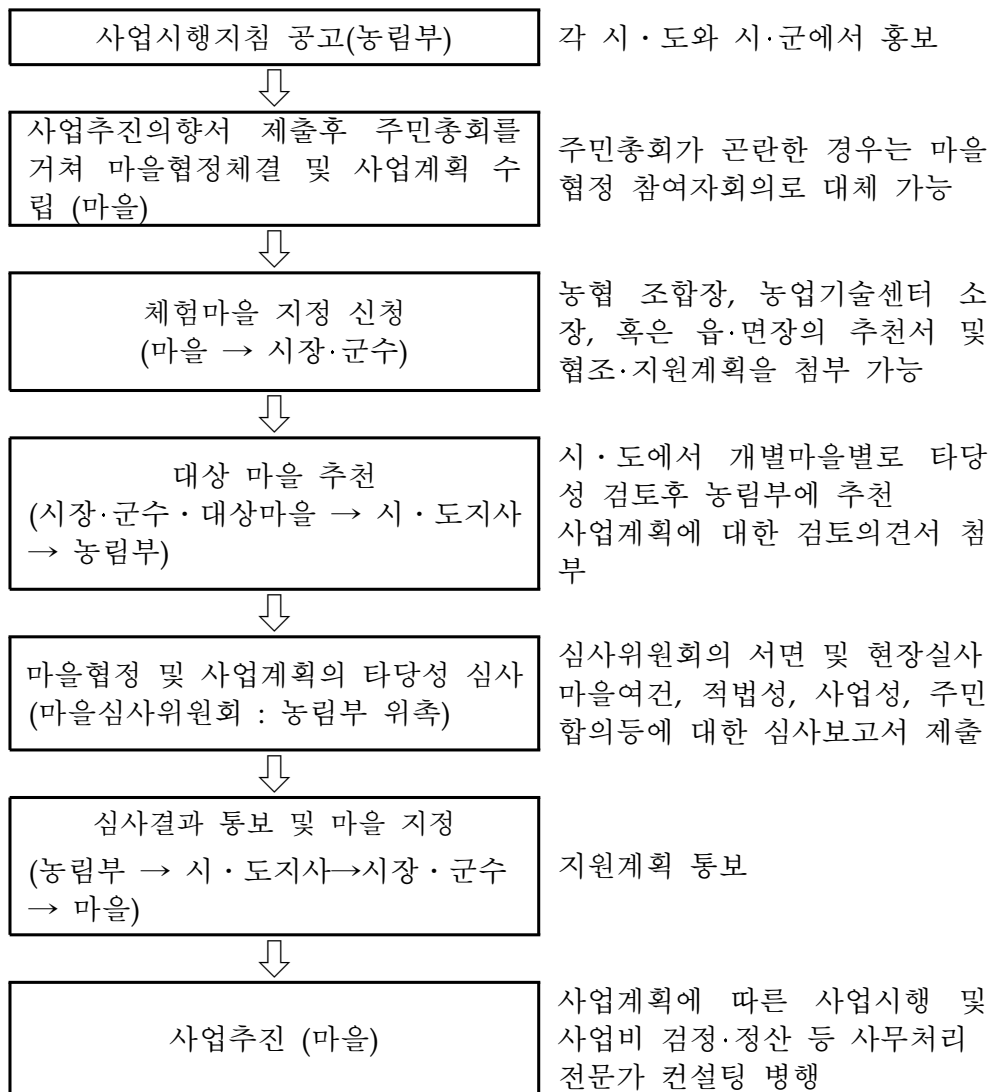 사업시행지침 공고(농림부)
각 시・도와 시·군에서 홍보
사업추진의향서 제출후 주민총회를
거쳐 마을협정체결 및 사업계획 수
립 (마을)
주민총회가 곤란한 경우는 마을
협정 참여자회의로 대체 가능
체험마을 지정 신청
(마을 → 시장·군수)
농협 조합장, 농업기술센터 소
장, 혹은 읍·면장의 추천서 및
협조·지원계획을 첨부 가능
대상 마을 추천
(시장·군수・대상마을 → 시・도지사
→ 농림부)
시・도에서 개별마을별로 타당
성 검토후 농림부에 추천
사업계획에 대한 검토의견서 첨
부
마을협정 및 사업계획의 타당성 심사
(마을심사위원회 : 농림부 위촉)
심사위원회의 서면 및 현장실사
마을여건, 적법성, 사업성, 주민
합의등에 대한 심사보고서 제출
심사결과 통보 및 마을 지정
(농림부 → 시・도지사→시장・군수
→ 마을)
지원계획 통보
사업추진 (마을)
사업계획에 따른 사업시행 및
사업비 검정·정산 등 사무처리
전문가 컨설팅 병행